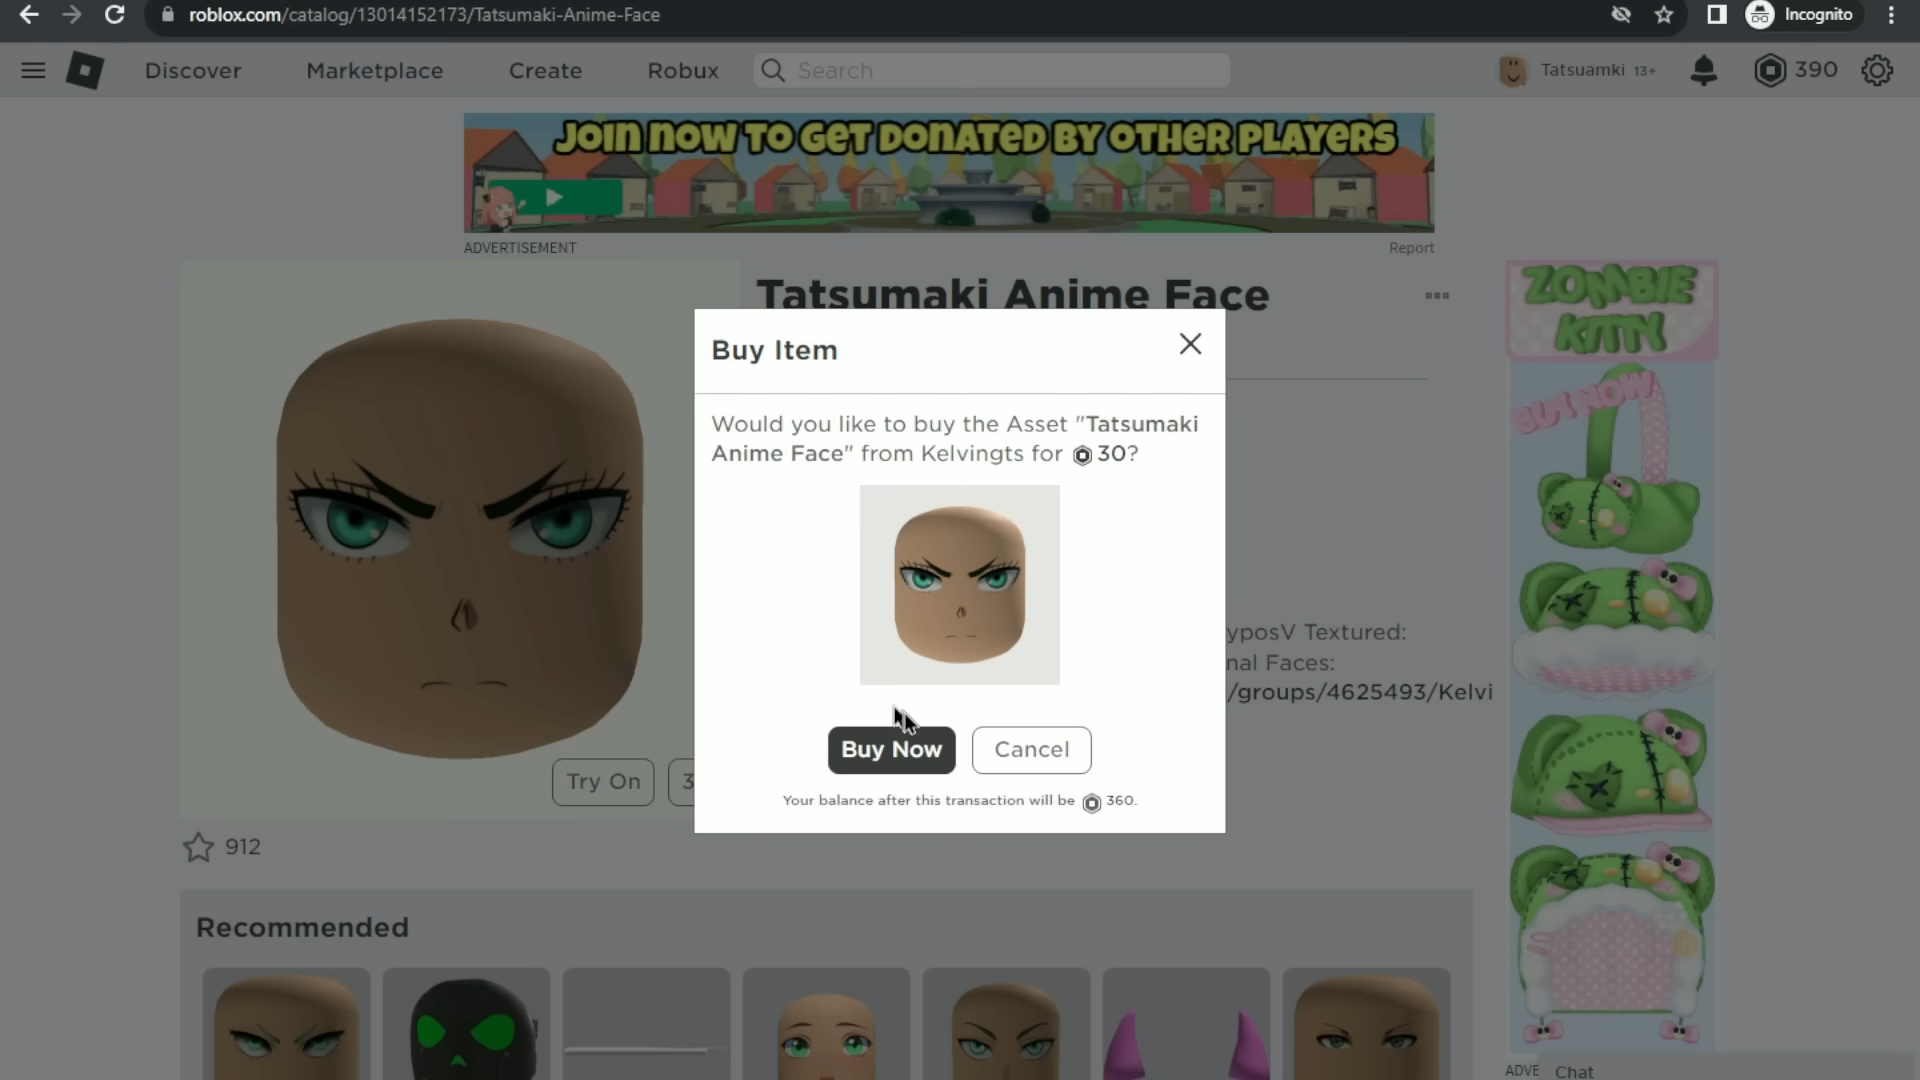 roblox.com/catalog/13014152173/Tatsumaki-Anime-Face
Incognito
Discover
Marketplace
Create
Robux
Search
Tatsuamki 13+
390
JOIN NOW TO GET DONATED BY OTHER PLAYERS
ADVERTISEMENT
Report
Tatsumaki Anime Face
ZOMBIE
KITTY
BUY NOW
Buy Item
Would you like to buy the Asset "Tatsumaki
Anime Face" from Kelvingts for 30?
yposV Textured:
nal Faces:
/groups/4625493/Kelvi
Buy Now
Cancel
Try On
3
Your balance after this transaction will be 360.
912
Recommended
ADVE
Chat